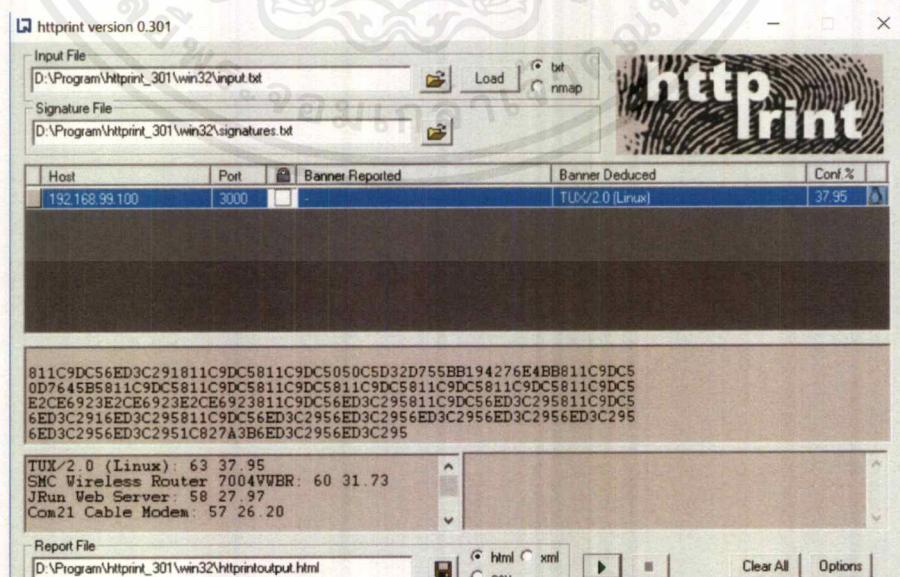 httprint version 0.301
Input File
D:\Program\httprint_301\win32\input.txt
Load
txt
nmap
http
Print
Signature File
D:\Program\httprint_301\win32\signatures.txt
Host Port Banner Reported Banner Deduced Conf.%
192.168.99.100 3000 - TUX/2.0 (Linux) 37.95
811C9DC56ED3C291811C9DC5811C9DC5050C5D32D755BB194276E4BB811C9DC5
0D7645B5811C9DC5811C9DC5811C9DC5811C9DC5811C9DC5811C9DC5811C9DC5
E2CE6923E2CE6923E2CE6923811C9DC56ED3C295811C9DC56ED3C295811C9DC5
6ED3C2916ED3C295811C9DC56ED3C2956ED3C2956ED3C2956ED3C2956ED3C295
6ED3C2956ED3C2951C827A3B6ED3C2956ED3C295
TUX/2.0 (Linux): 63 37.95
SMC Wireless Router 7004VWBR: 60 31.73
JRun Web Server: 58 27.97
Com21 Cable Modem: 57 26.20
Report File
D:\Program\httprint_301\win32\httprintoutput.html
html
xml
Clear All
Options